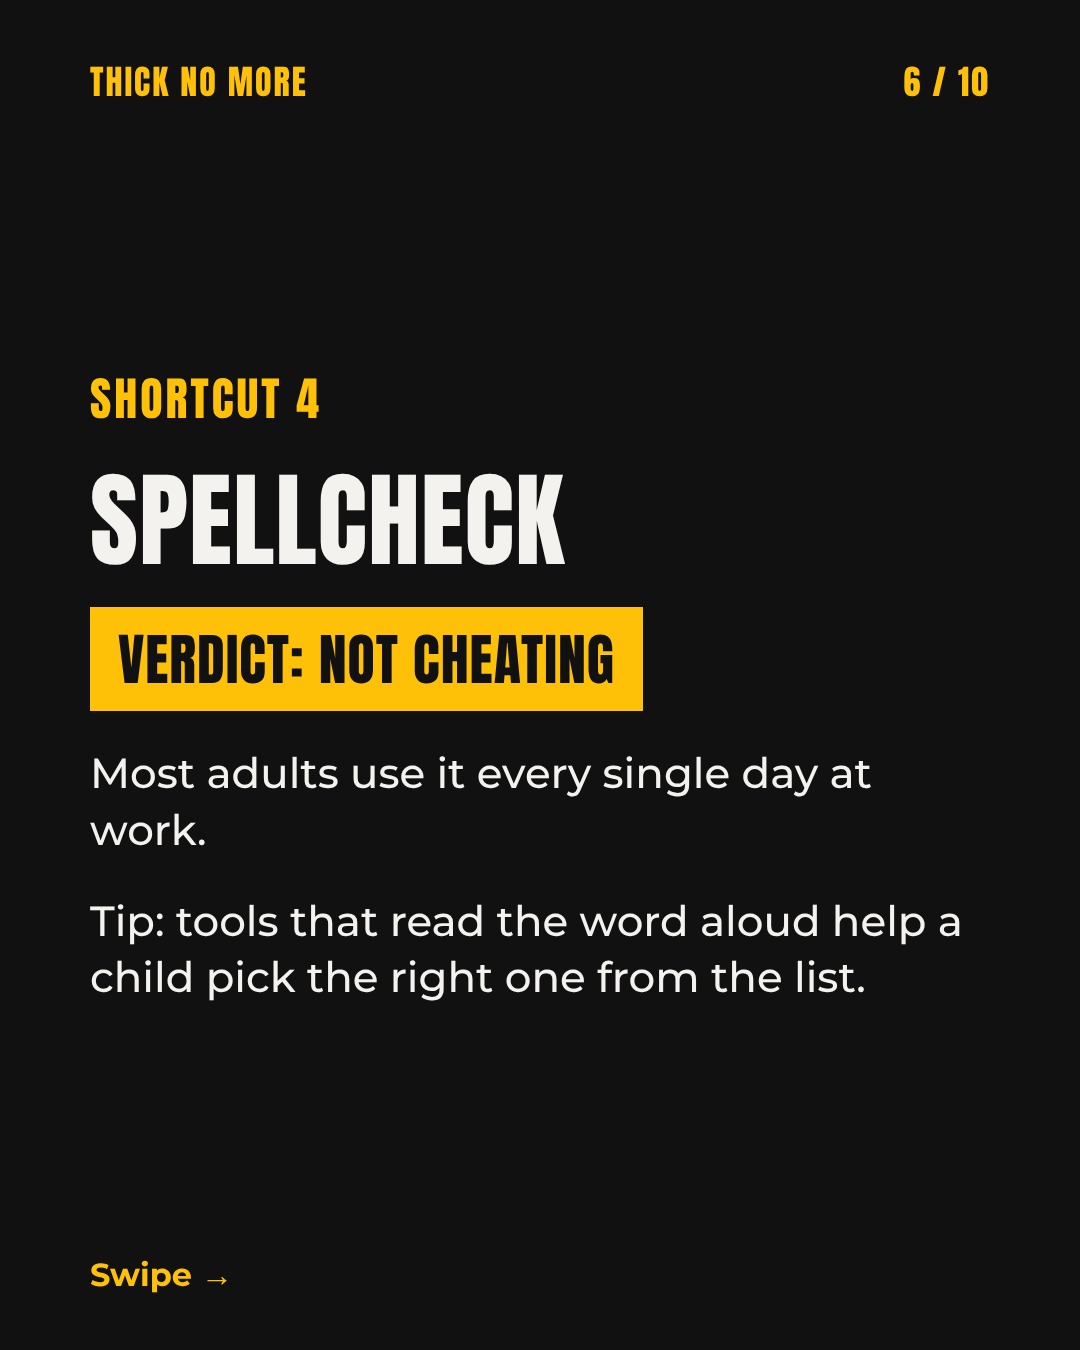 THICK NO MORE
6 / 10
SHORTCUT 4
SPELLCHECK
VERDICT: NOT CHEATING
Most adults use it every single day at
work.
Tip: tools that read the word aloud help a
child pick the right one from the list.
Swipe →